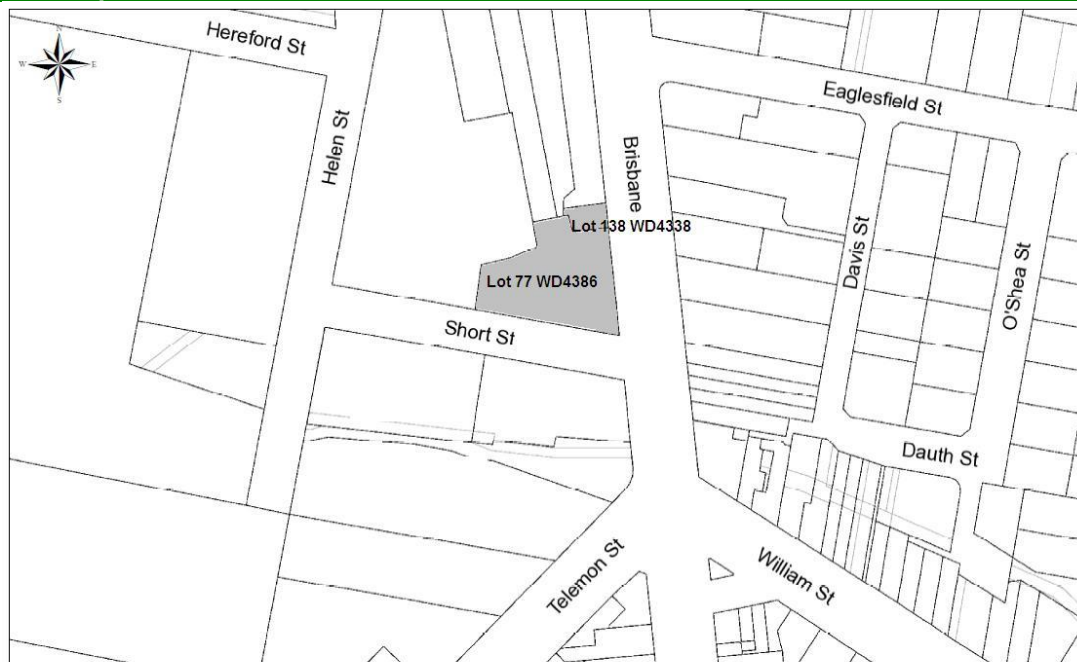 Hereford St
N
W
E
S
Helen St
Eaglesfield St
Brisbane
Lot 138 WD4338
Davis St
O'Shea St
Lot 77 WD4386
Short St
Dauth St
William St
Telemon St